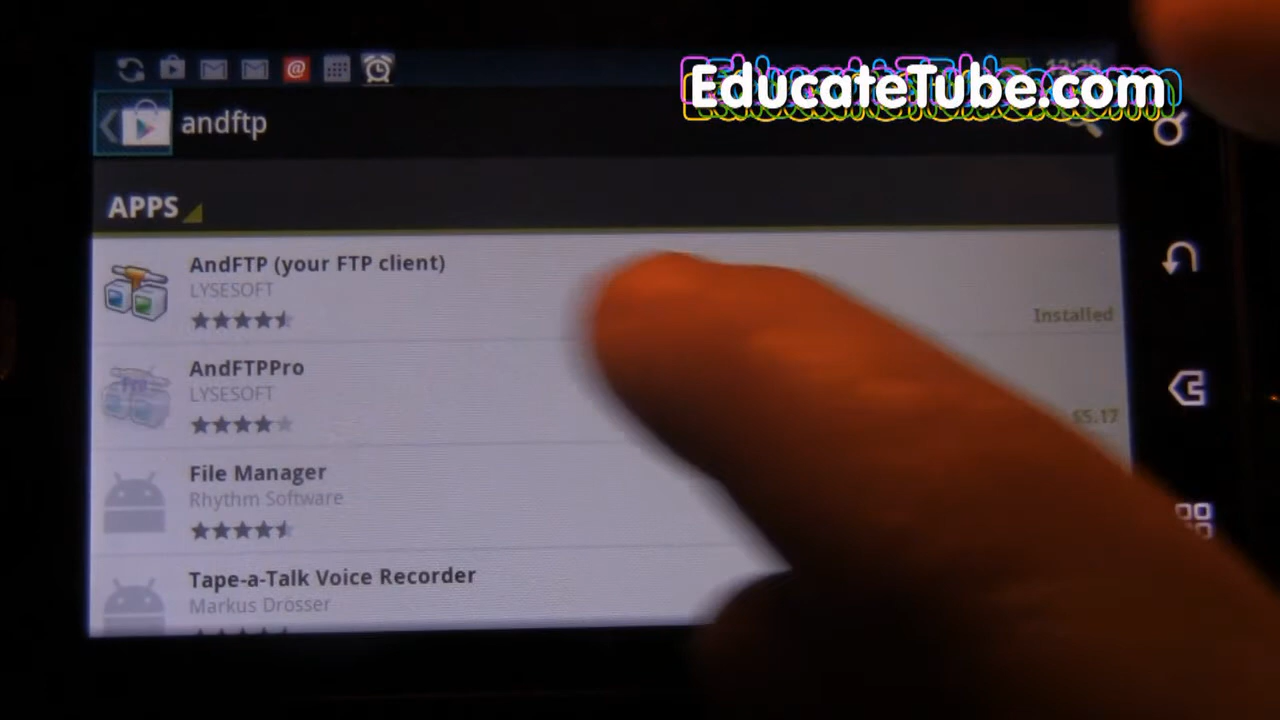 EducateTube.com
andftp
APPS
AndFTP (your FTP client)
LYSESOFT
Installed
AndFTPPro
LYSESOFT
$5.17
File Manager
Rhythm Software
Tape-a-Talk Voice Recorder
Markus Drösser